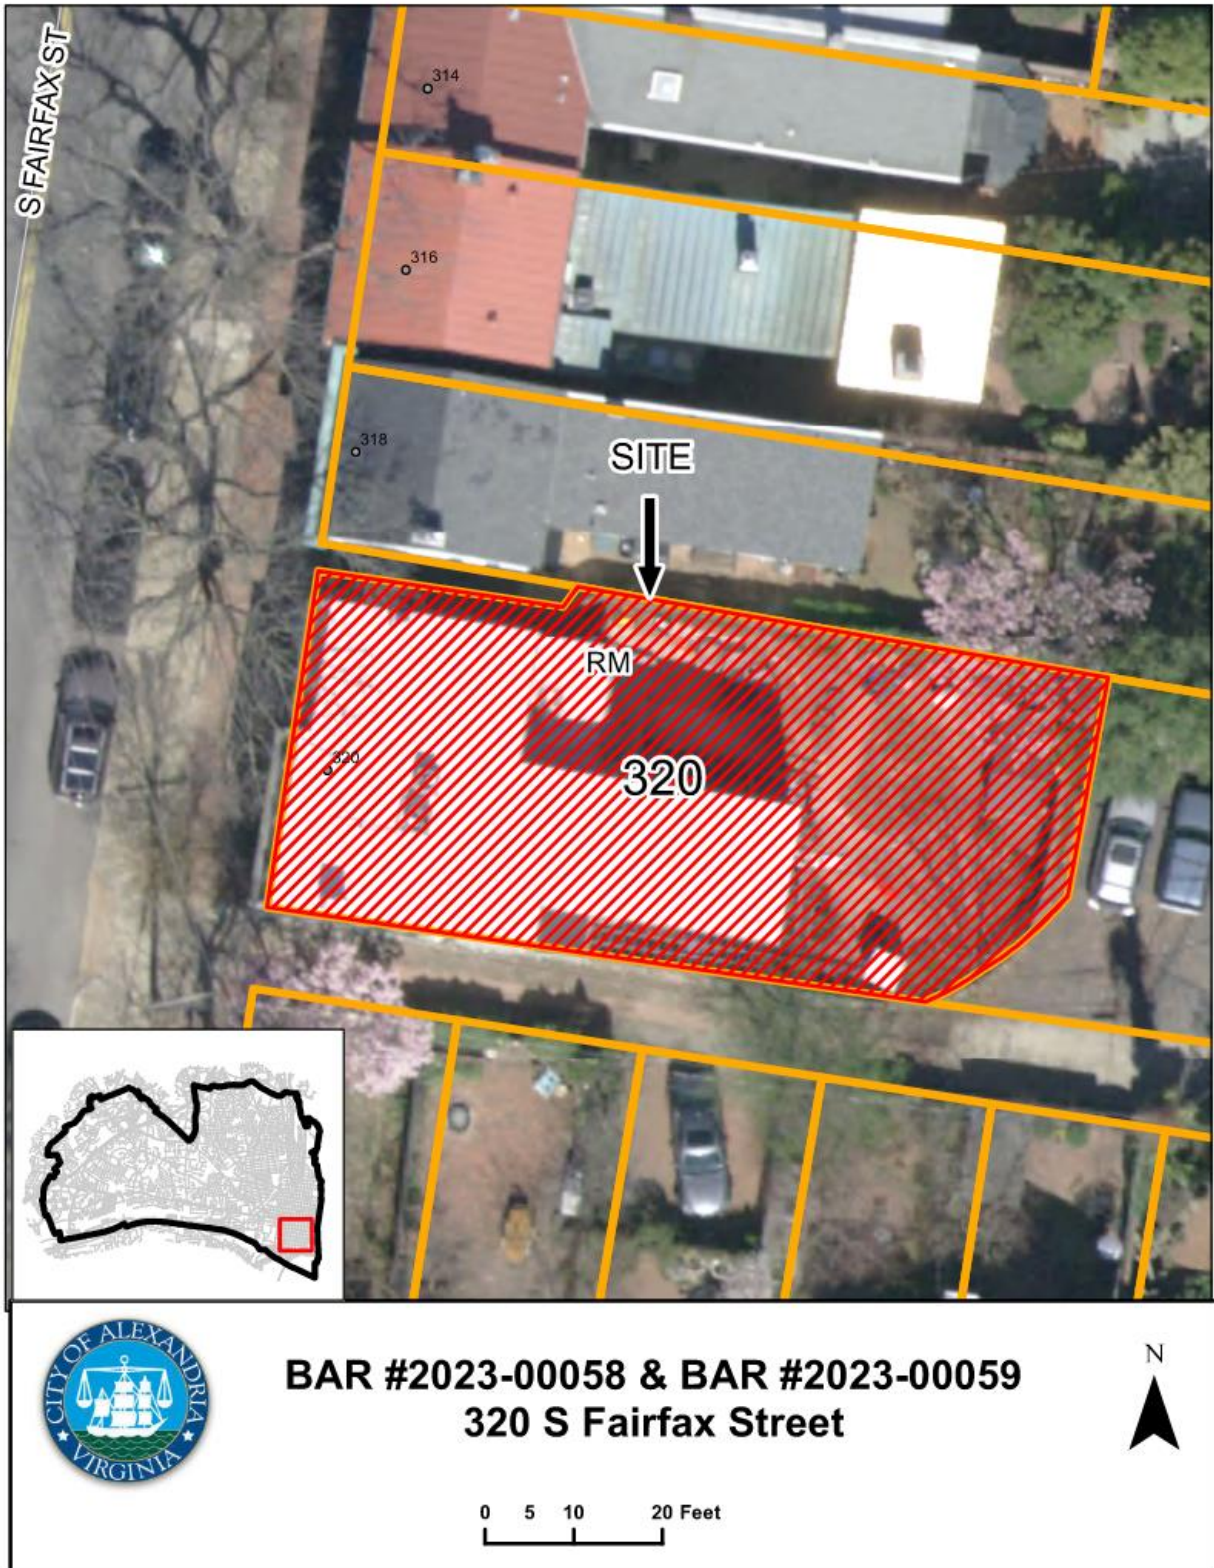 S FAIRFAX ST
314
316
318
SITE
RM
320
320
CITY OF ALEXANDRIA
VIRGINIA
BAR #2023-00058 & BAR #2023-00059
320 S Fairfax Street
N
0 5 10 20 Feet